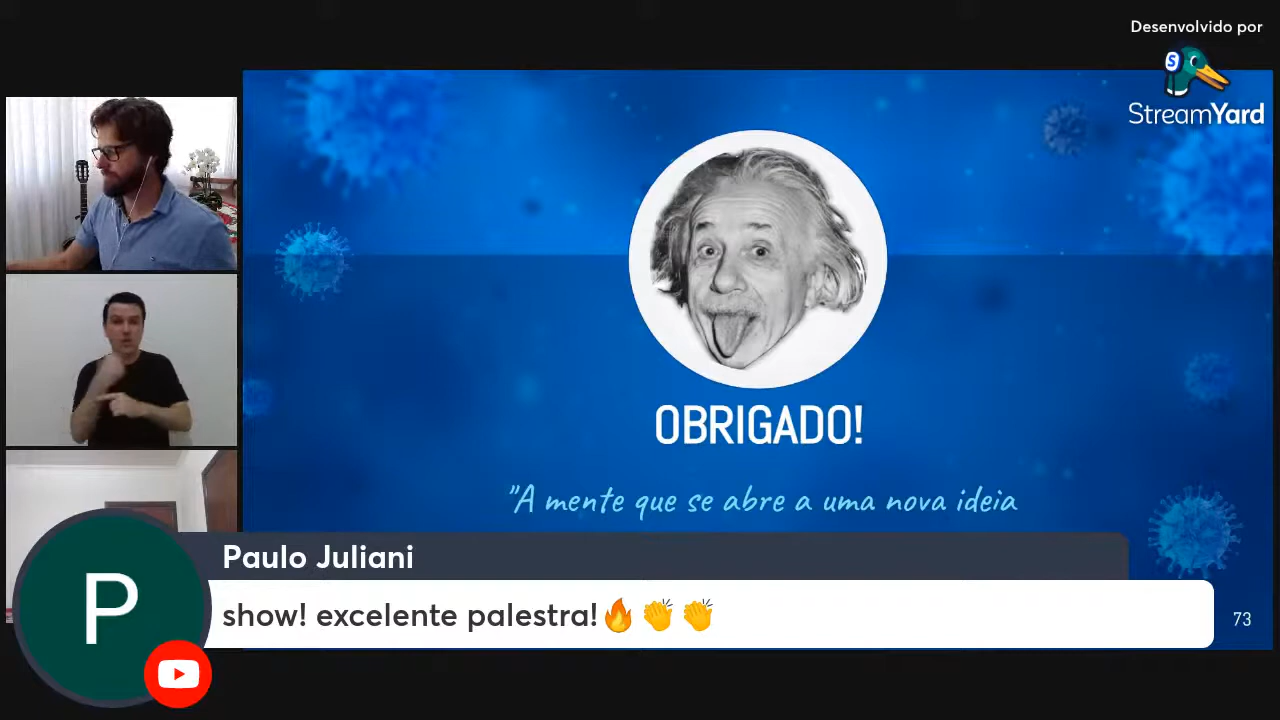 Desenvolvido por
S
StreamYard
OBRIGADO!
"A mente que se abre a uma nova ideia
P
Paulo Juliani
show! excelente palestra!🔥👏👏
73